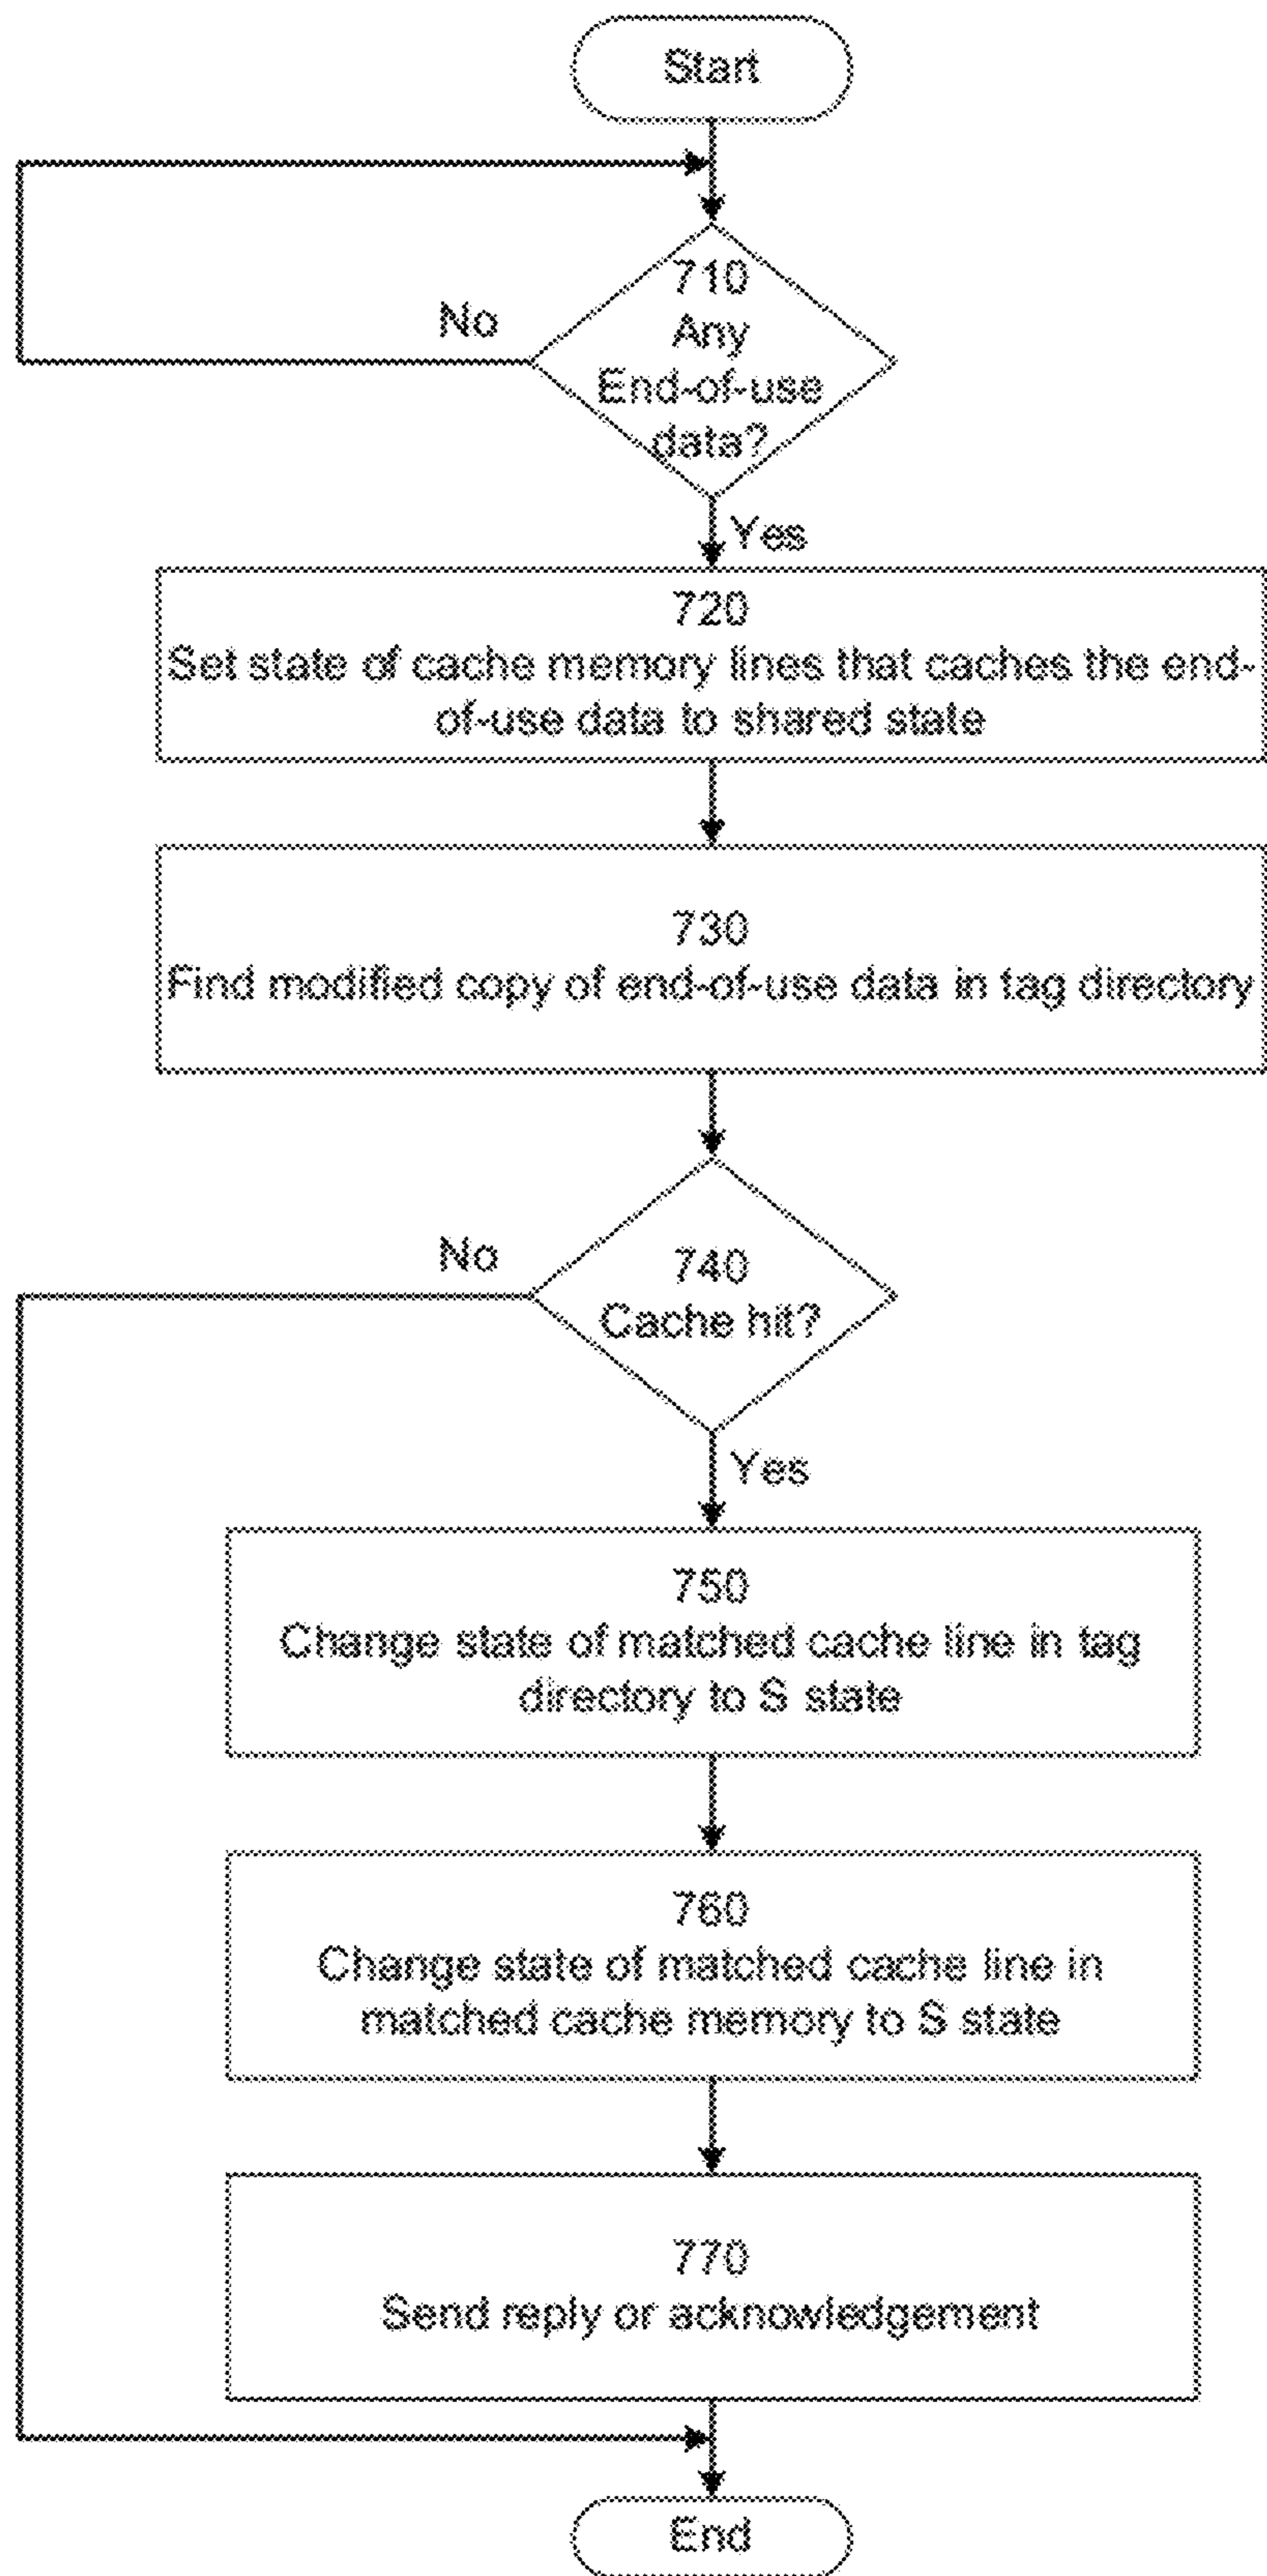 Start
710
Any
End-of-use
data?
No
Yes
720
Set state of cache memory lines that caches the end-
of-use data to shared state
730
Find modified copy of end-of-use data in tag directory
740
Cache hit?
No
Yes
750
Change state of matched cache line in tag
directory to S state
760
Change state of matched cache line in
matched cache memory to S state
770
Send reply or acknowledgement
End